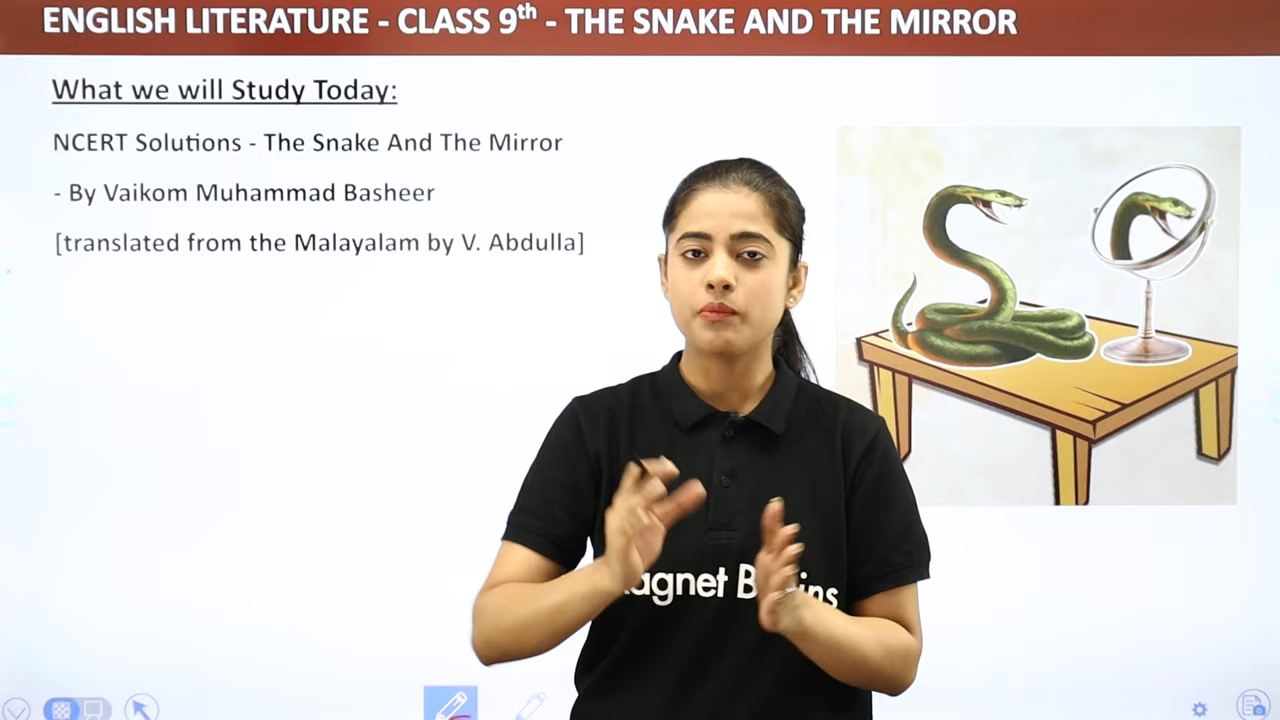 ENGLISH LITERATURE - CLASS 9th - THE SNAKE AND THE MIRROR
What we will Study Today:
NCERT Solutions - The Snake And The Mirror
- By Vaikom Muhammad Basheer
[translated from the Malayalam by V. Abdulla]